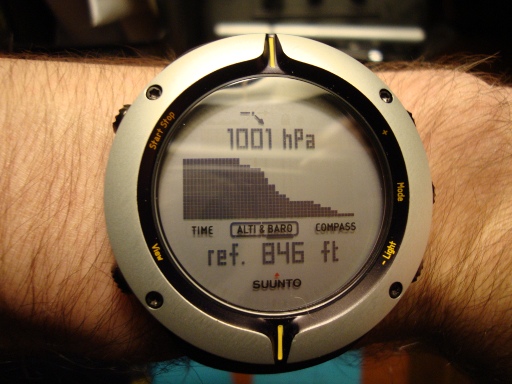 1001 hPa
TIME ALTI & BARO COMPASS
ref. 846 ft
SUUNTO
Start Stop
+
Mode
View
- Light